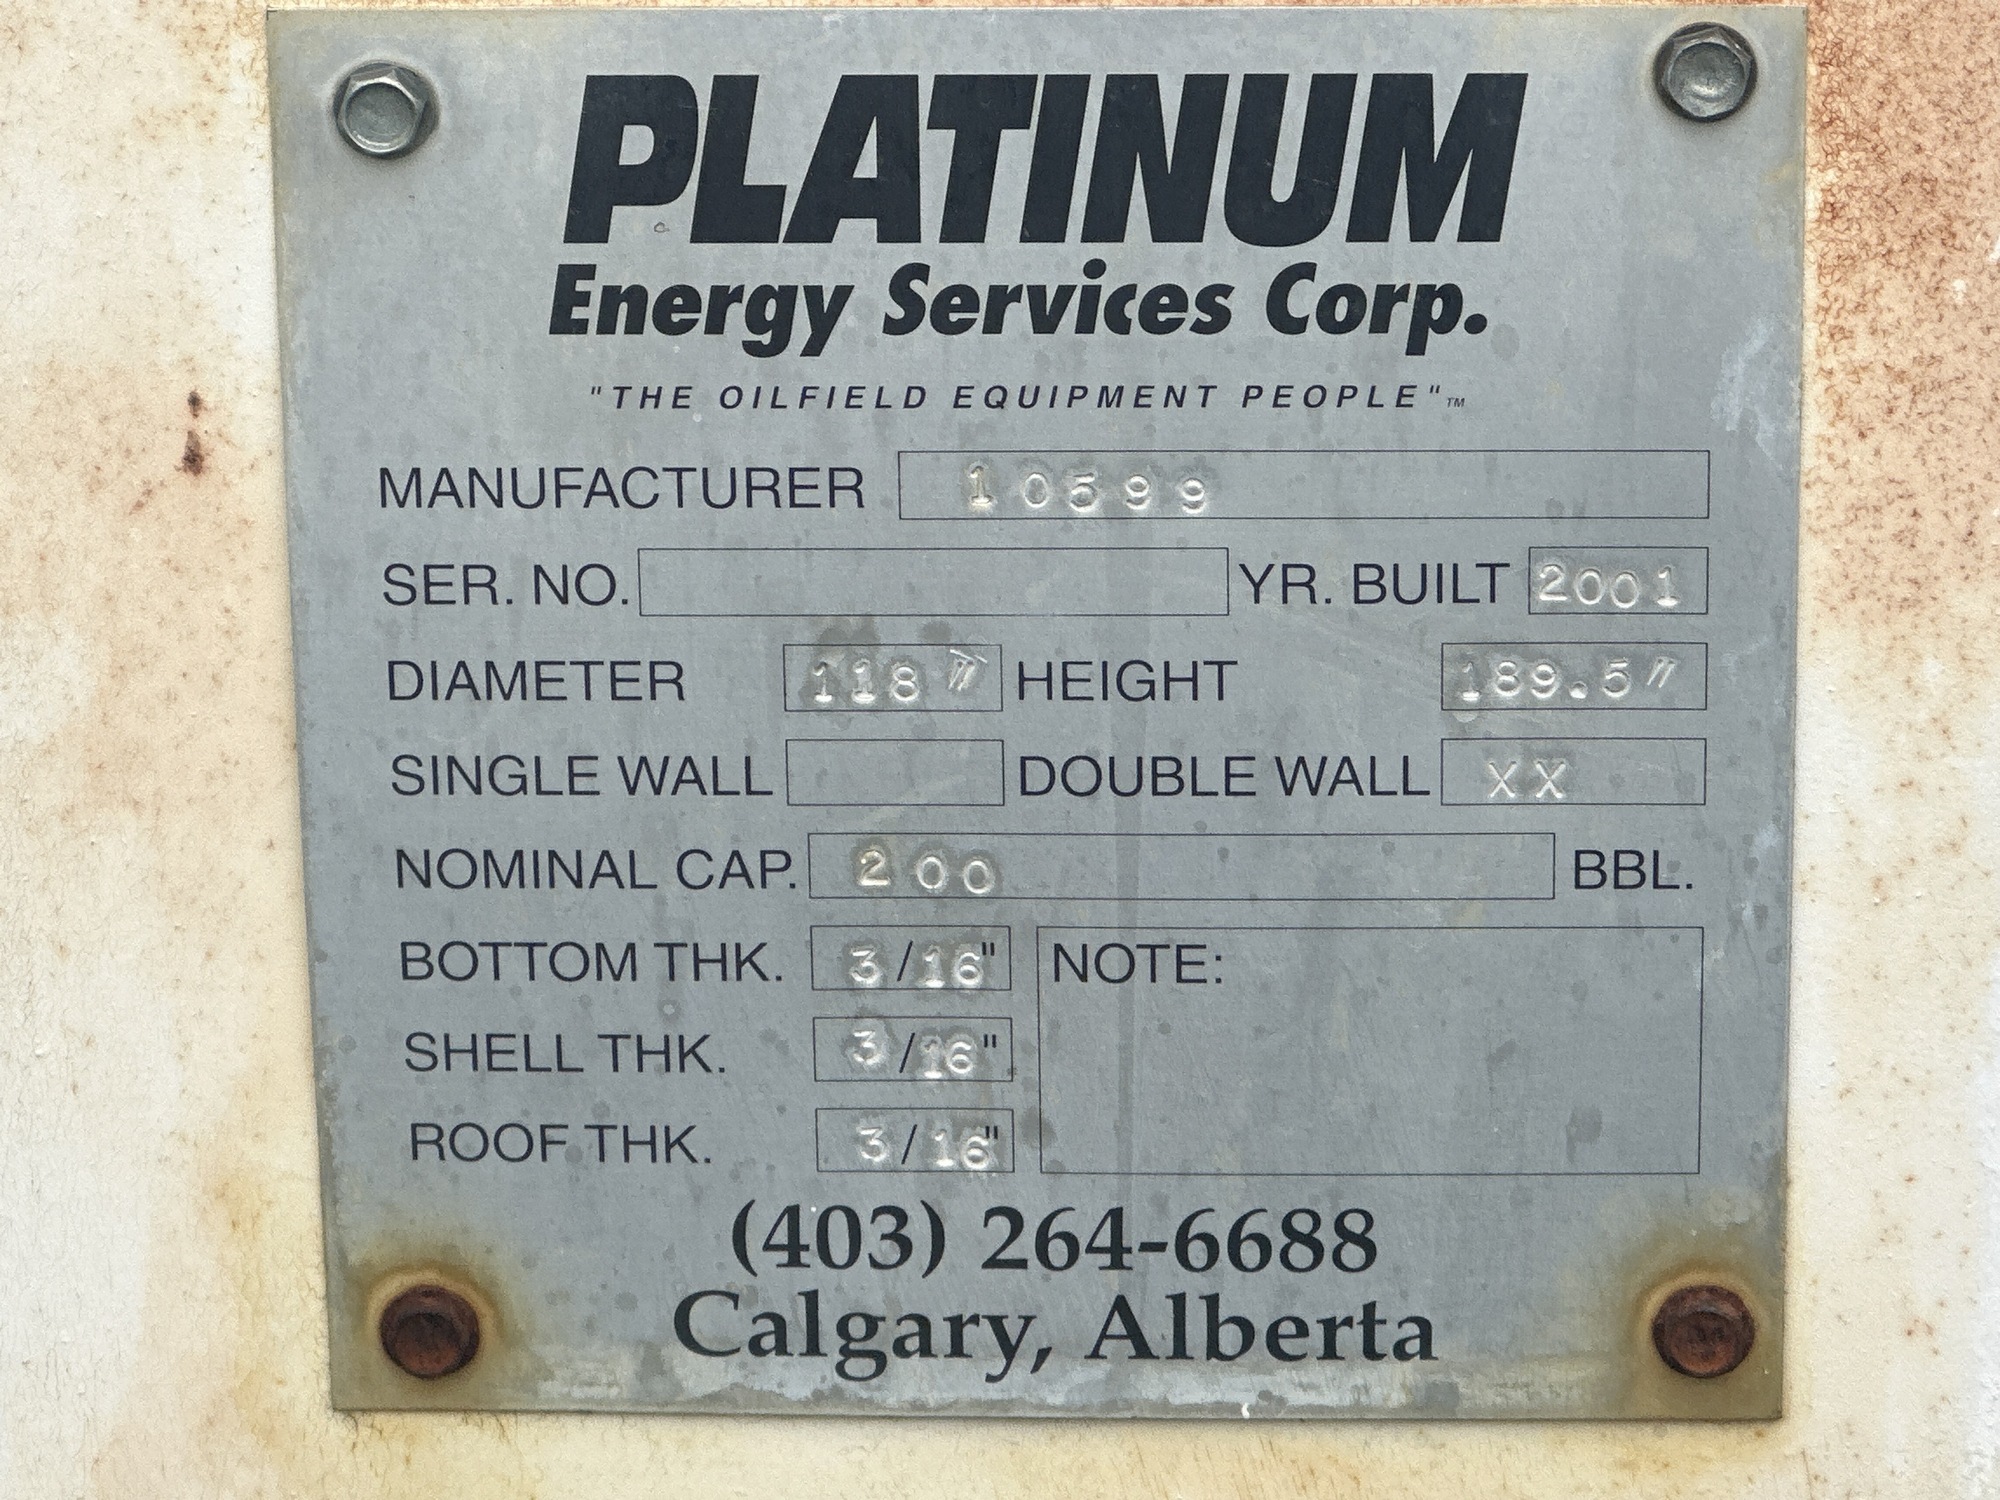 PLATINUM
Energy Services Corp.
"THE OILFIELD EQUIPMENT PEOPLE"™
MANUFACTURER 10599
SER. NO. YR. BUILT 2001
DIAMETER 118" HEIGHT 189.5"
SINGLE WALL DOUBLE WALL XX
NOMINAL CAP. 200 BBL.
BOTTOM THK. 3/16" NOTE:
SHELL THK. 3/16"
ROOF THK. 3/16"
(403) 264-6688
Calgary, Alberta